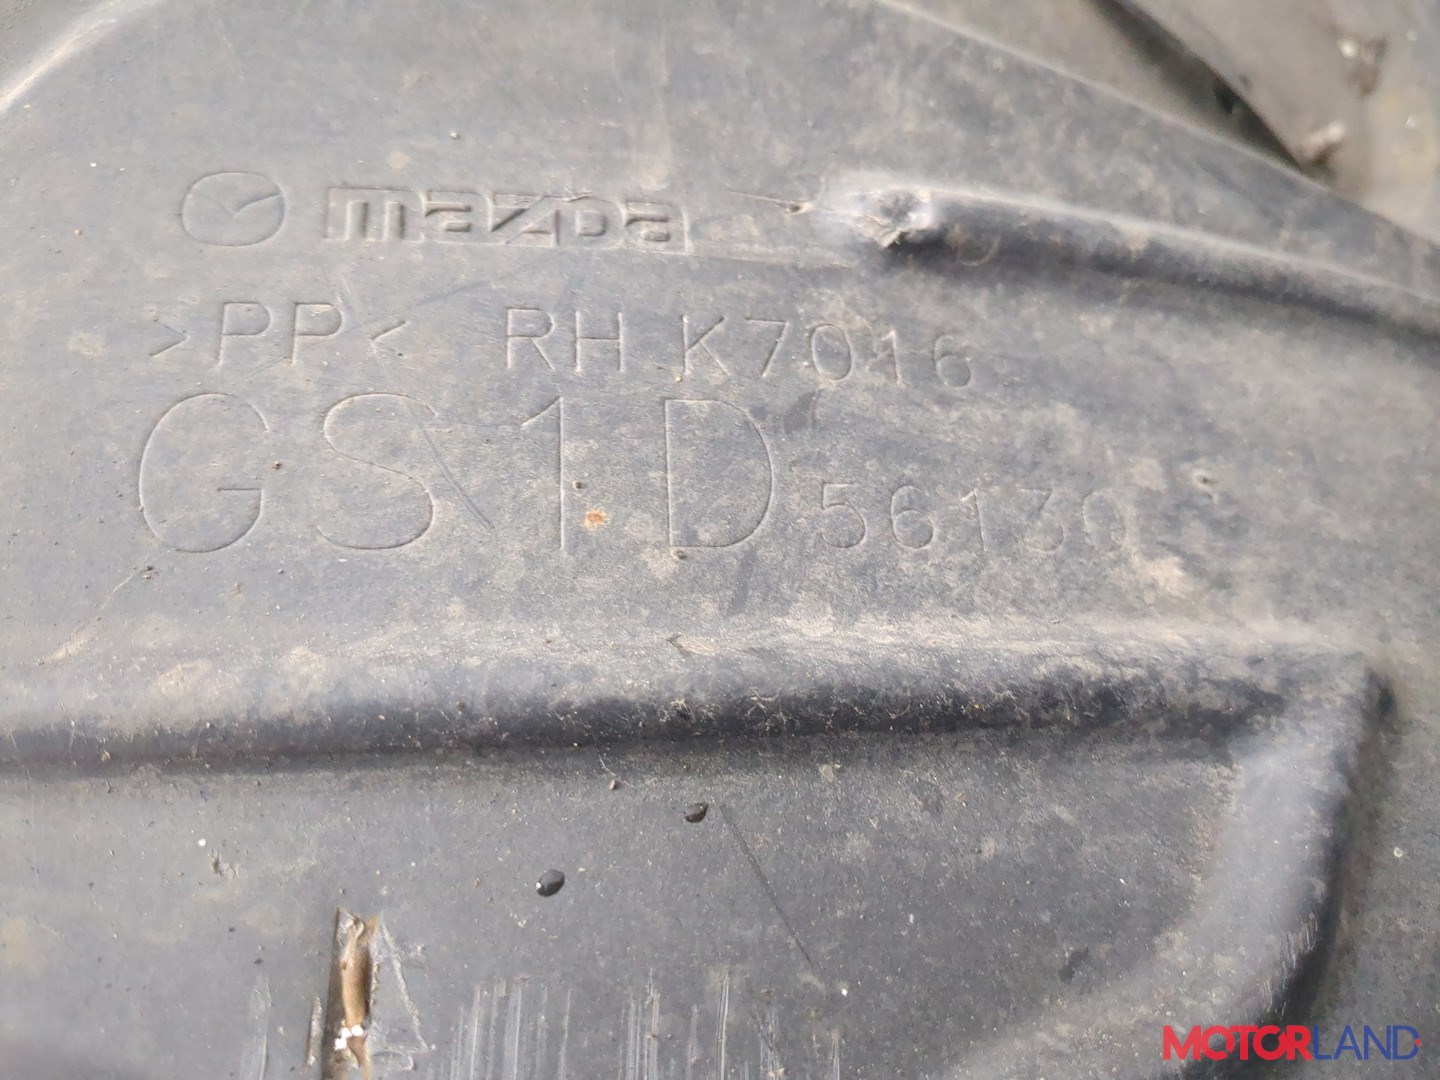 mazda
>PP< RH K7016
GS1D 56130
MOTORLAND